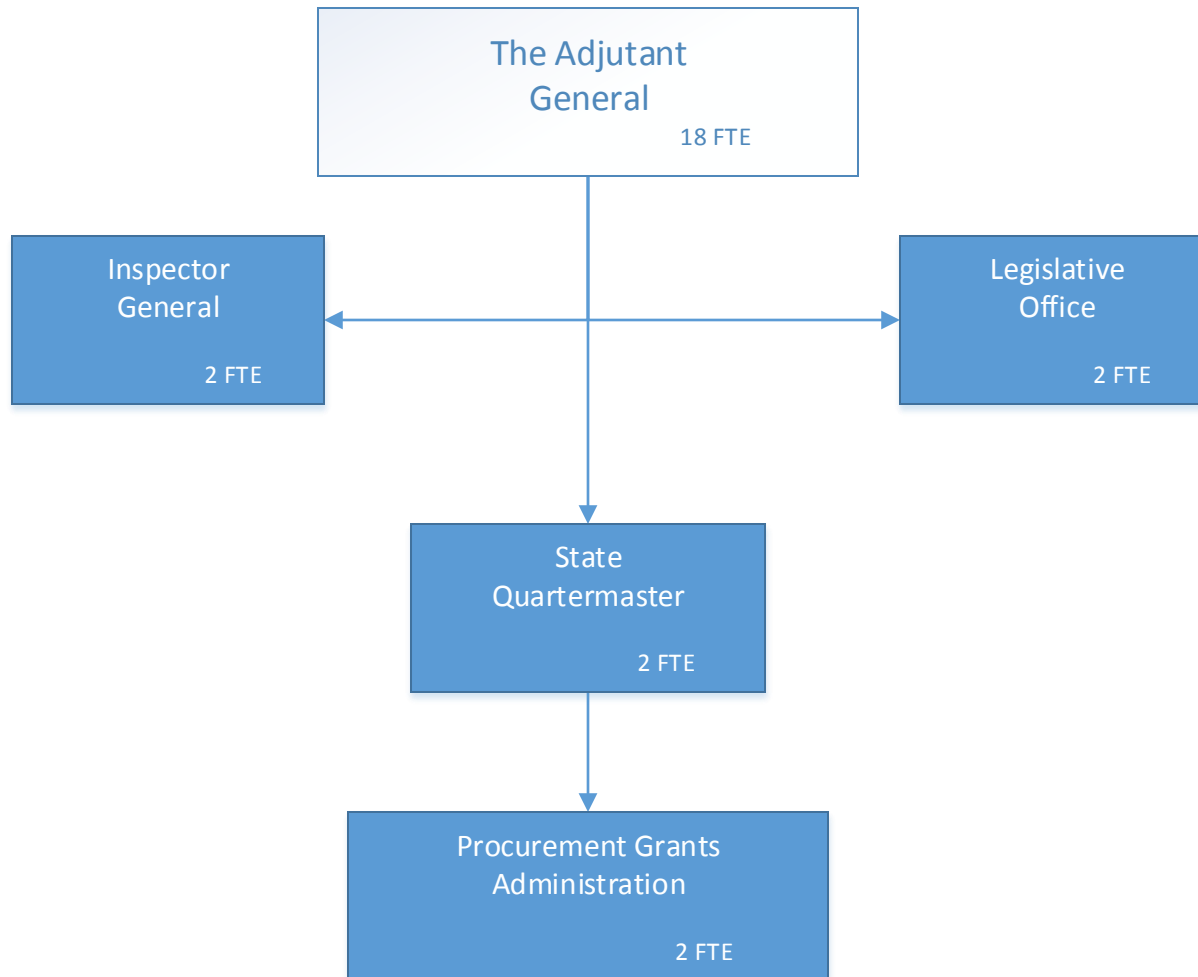 The Adjutant
General
18 FTE
Inspector
General
2 FTE
Legislative
Office
2 FTE
State
Quartermaster
2 FTE
Procurement Grants
Administration
2 FTE